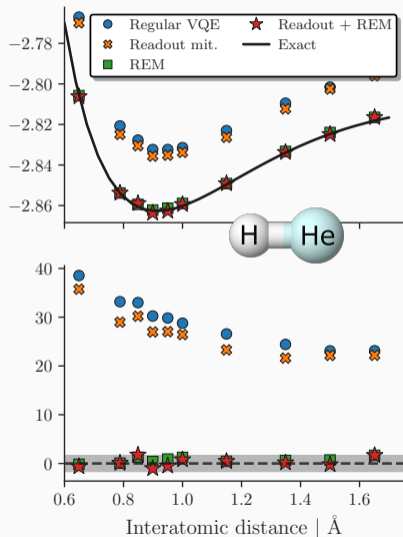 Regular VQE
Readout + REM
Readout mit.
Exact
REM
−2.78
−2.80
−2.82
−2.84
−2.86
H
He
40
30
20
10
0
0.6 0.8 1.0 1.2 1.4 1.6
Interatomic distance | Å